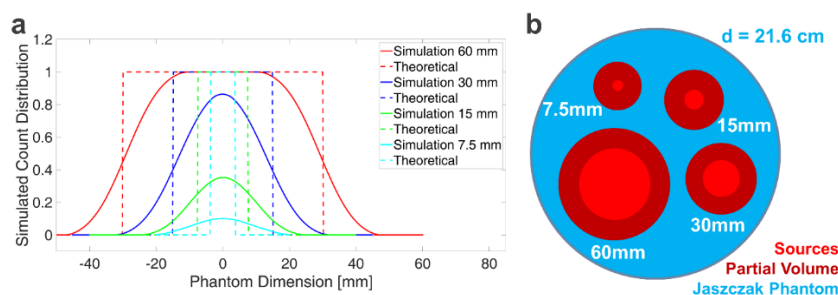 a
Simulated Count Distribution
1.2
1
0.8
0.6
0.4
0.2
0
-40
-20
0
20
40
60
80
Phantom Dimension [mm]
Simulation 60 mm
Theoretical
Simulation 30 mm
Theoretical
Simulation 15 mm
Theoretical
Simulation 7.5 mm
Theoretical
b
d = 21.6 cm
7.5mm
15mm
60mm
30mm
Sources
Partial Volume
Jaszczak Phantom